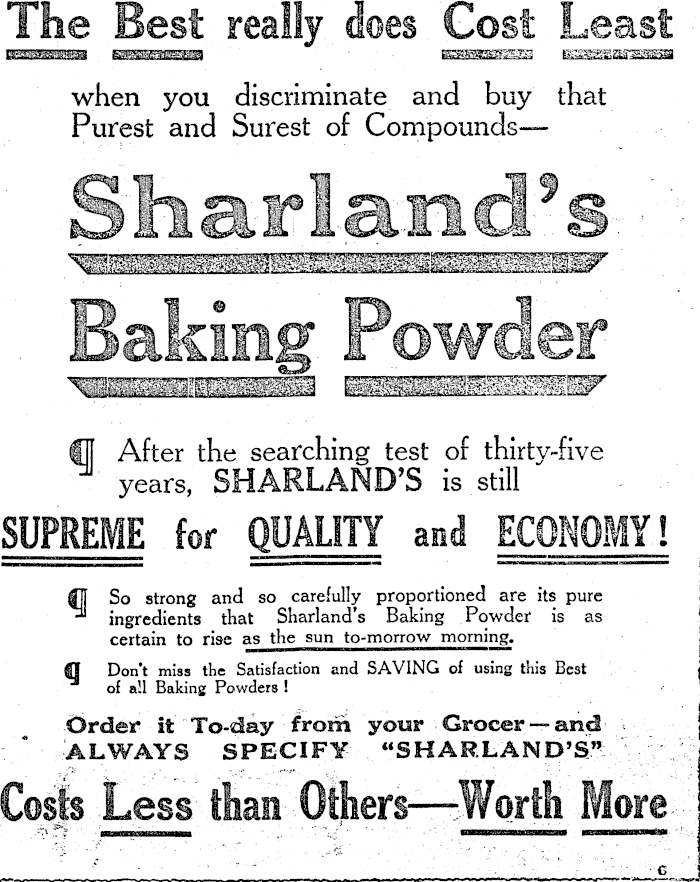 The Best really does Cost Least
when you discriminate and buy that
Purest and Surest of Compounds—
Sharland's
Baking Powder
¶ After the searching test of thirty-five
years, SHARLAND'S is still
SUPREME for QUALITY and ECONOMY!
¶ So strong and so carefully proportioned are its pure
ingredients that Sharland's Baking Powder is as
certain to rise as the sun to-morrow morning.
¶ Don't miss the Satisfaction and SAVING of using this Best
of all Baking Powders!
Order it To-day from your Grocer—and
ALWAYS SPECIFY "SHARLAND'S"
Costs Less than Others—Worth More
6